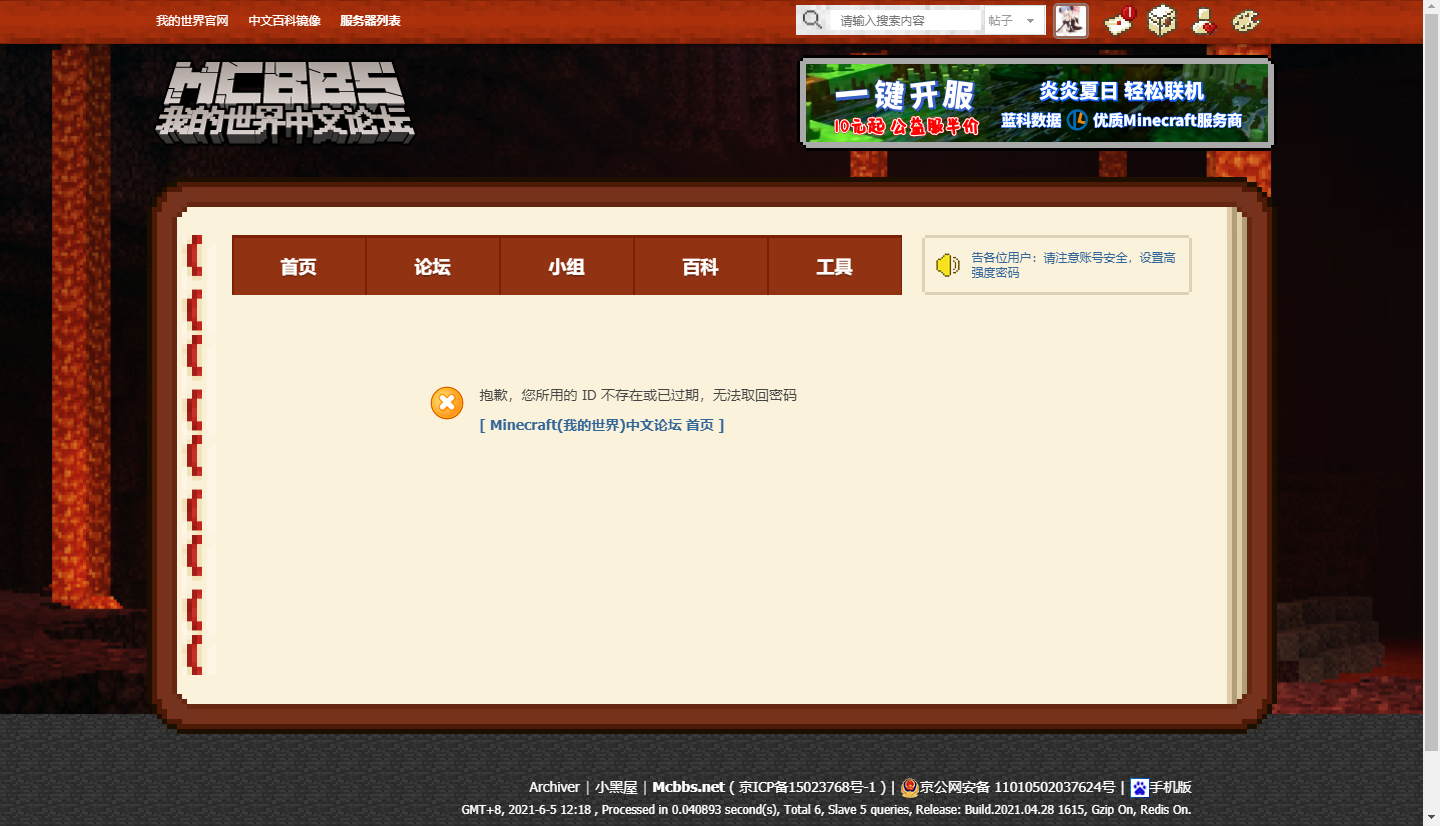 我的世界官网 中文百科镜像 服务器列表
请输入搜索内容 帖子
MCBBS
我的世界中文论坛
一键开服
10元起 公益服半价
炎炎夏日 轻松联机
蓝科数据 优质Minecraft服务商
首页 论坛 小组 百科 工具
告各位用户：请注意账号安全，设置高
强度密码
抱歉，您所用的 ID 不存在或已过期，无法取回密码
[ Minecraft(我的世界)中文论坛 首页 ]
Archiver | 小黑屋 | Mcbbs.net ( 京ICP备15023768号-1 ) | 京公网安备 11010502037624号 | 手机版
GMT+8, 2021-6-5 12:18 , Processed in 0.040893 second(s), Total 6, Slave 5 queries, Release: Build.2021.04.28 1615, Gzip On, Redis On.